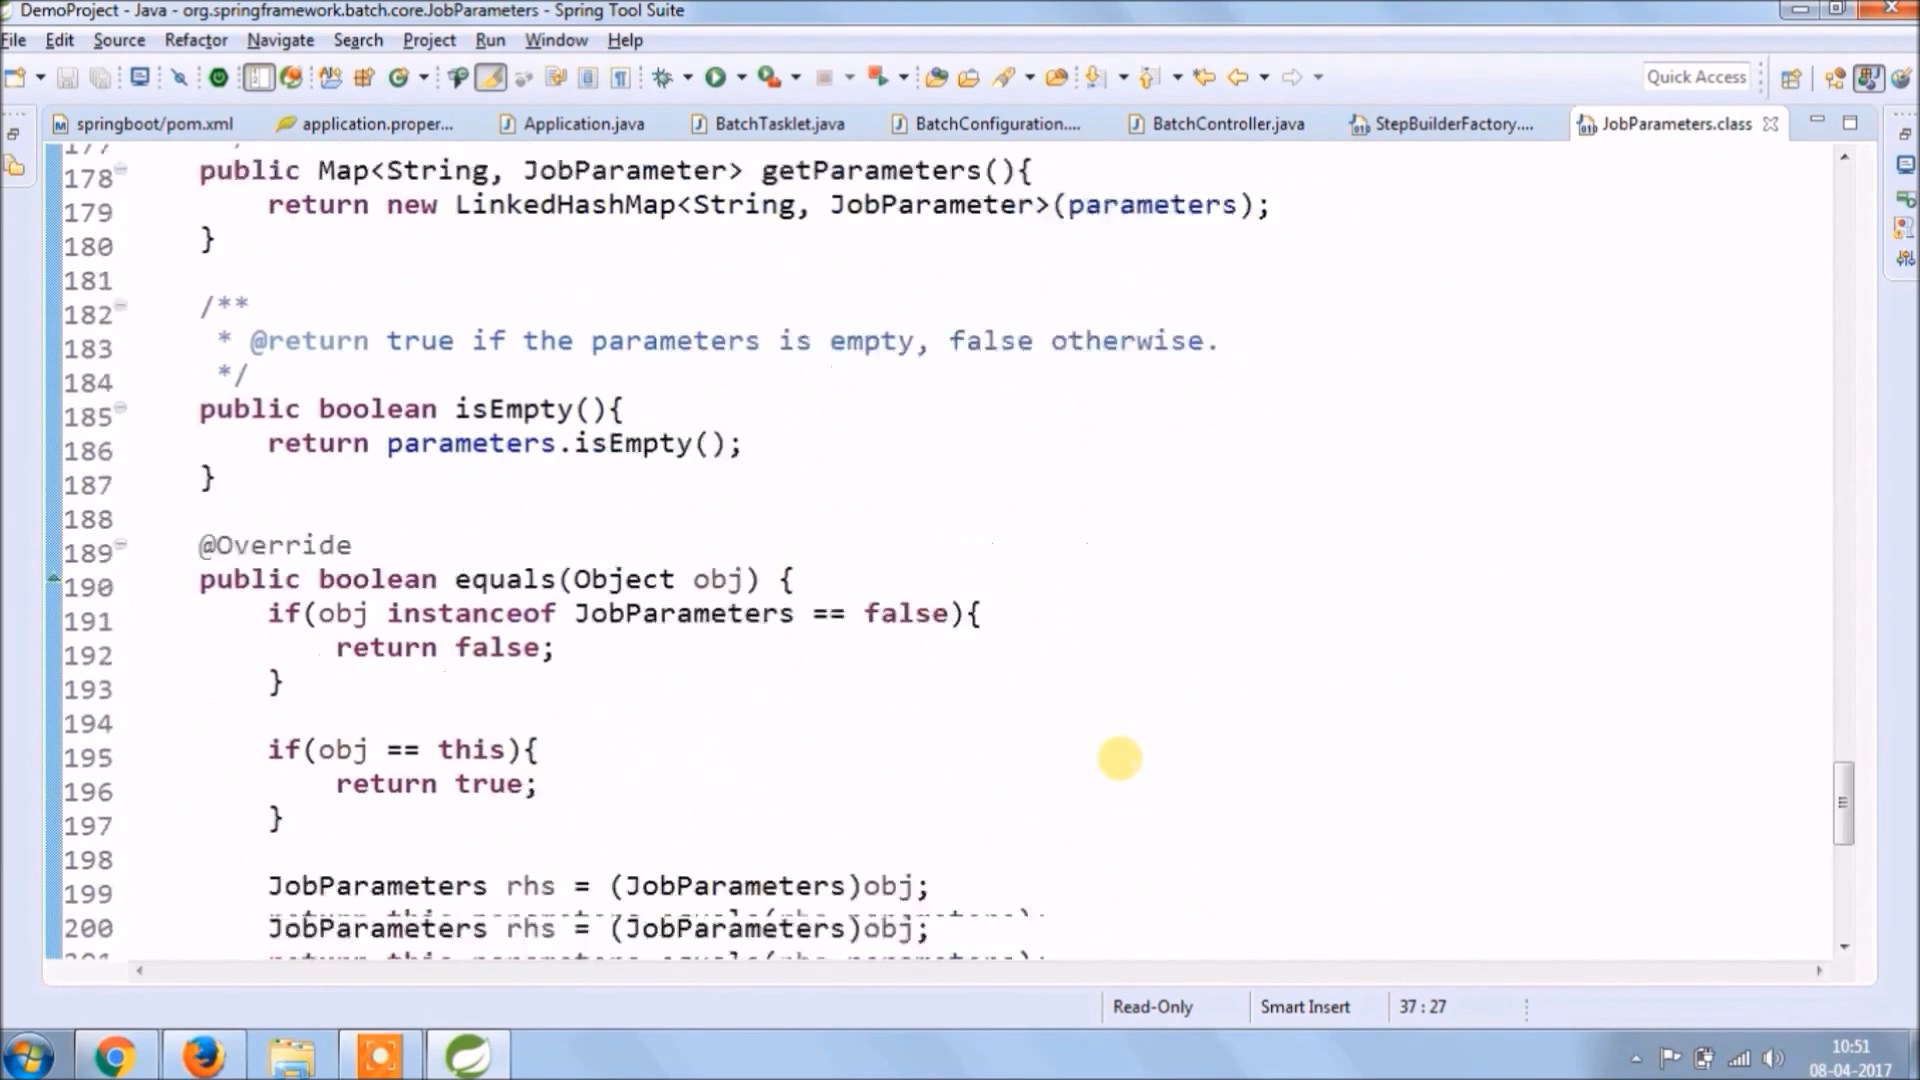 DemoProject - Java - org.springframework.batch.core.JobParameters - Spring Tool Suite
File Edit Source Refactor Navigate Search Project Run Window Help
Quick Access
springboot/pom.xml application.proper... Application.java BatchTasklet.java BatchConfiguration.... BatchController.java StepBuilderFactory.... JobParameters.class
177
178 public Map<String, JobParameter> getParameters(){
179 return new LinkedHashMap<String, JobParameter>(parameters);
180 }
181
182 /**
183 * @return true if the parameters is empty, false otherwise.
184 */
185 public boolean isEmpty(){
186 return parameters.isEmpty();
187 }
188
189 @Override
190 public boolean equals(Object obj) {
191 if(obj instanceof JobParameters == false){
192 return false;
193 }
194
195 if(obj == this){
196 return true;
197 }
198
199 JobParameters rhs = (JobParameters)obj;
200 JobParameters rhs = (JobParameters)obj;
Read-Only Smart Insert 37 : 27
10:51
08-04-2017